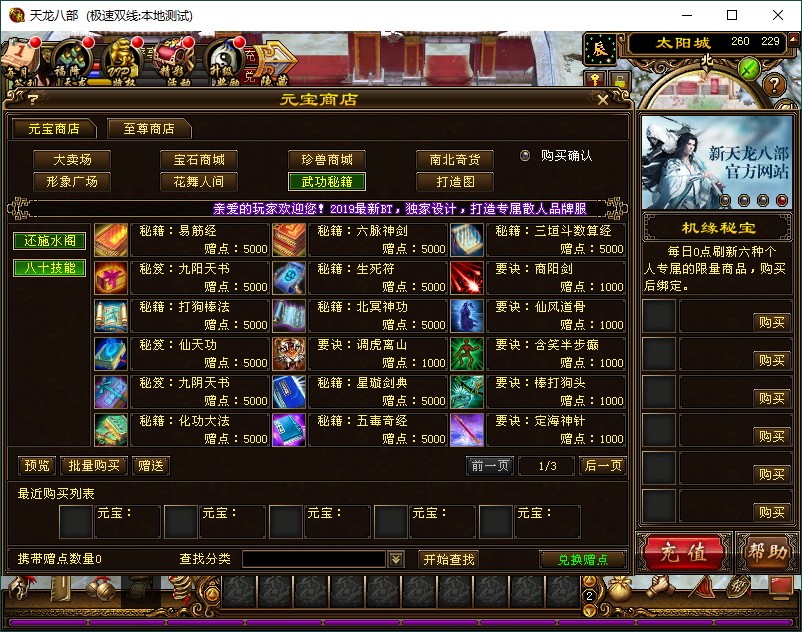 天龙八部 (极速双线:本地测试)
太阳城 260 229
北
辰
元宝商店
元宝商店 至尊商店
大卖场 宝石商城 珍兽商城 南北奇货 购买确认
形象广场 花舞人间 武功秘籍 打造图
亲爱的玩家欢迎您! 2019最新BT，独家设计，打造专属散人品牌服
还施水阁
八十技能
秘籍：易筋经 秘籍：六脉神剑 秘籍：三垣斗数算经
赠点：5000 赠点：5000 赠点：5000
秘笈：九阳天书 秘籍：生死符 要诀：商阳剑
赠点：5000 赠点：5000 赠点：1000
秘籍：打狗棒法 秘籍：北冥神功 要诀：仙风道骨
赠点：5000 赠点：5000 赠点：1000
秘笈：仙天功 要诀：调虎离山 要诀：含笑半步癫
赠点：5000 赠点：1000 赠点：1000
秘笈：九阴天书 秘籍：星璇剑典 要诀：棒打狗头
赠点：5000 赠点：5000 赠点：1000
秘籍：化功大法 秘籍：五毒奇经 要诀：定海神针
赠点：5000 赠点：5000 赠点：1000
预览 批量购买 赠送 前一页 1/3 后一页
最近购买列表
元宝： 元宝： 元宝： 元宝： 元宝：
携带赠点数量0 查找分类 开始查找 兑换赠点
新天龙八部
官方网站
机缘秘宝
每日0点刷新六种个
人专属的限量商品，购买
后绑定。
购买
购买
购买
购买
购买
购买
充值 帮助
2